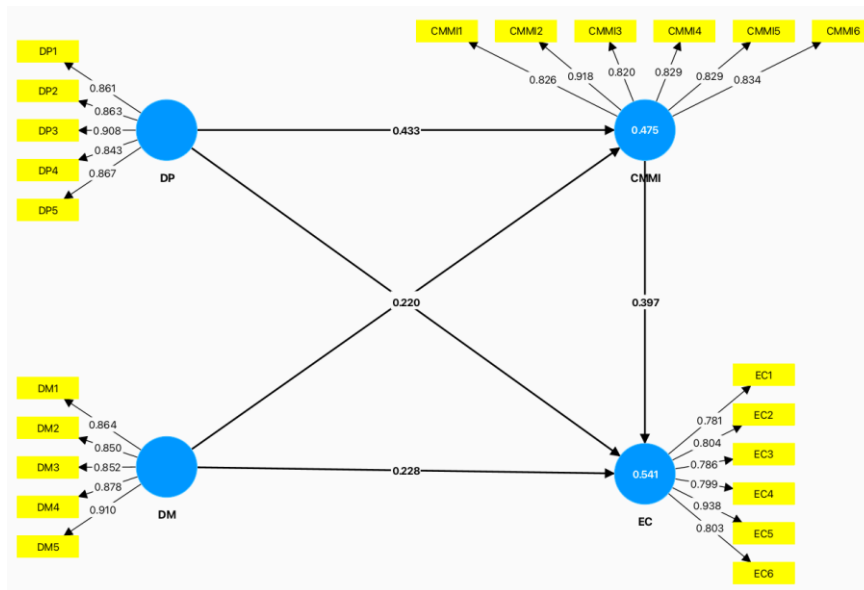 CMMI1 CMMI2 CMMI3 CMMI4 CMMI5 CMMI6
0.826 0.918 0.820 0.829 0.829 0.834
DP1
DP2
DP3
DP4
DP5
0.861
0.863
0.908
0.843
0.867
DP
0.433
0.475
CMMI
0.220
0.397
DM1
DM2
DM3
DM4
DM5
0.864
0.850
0.852
0.878
0.910
DM
0.228
0.541
EC
0.781
0.804
0.786
0.799
0.938
0.803
EC1
EC2
EC3
EC4
EC5
EC6